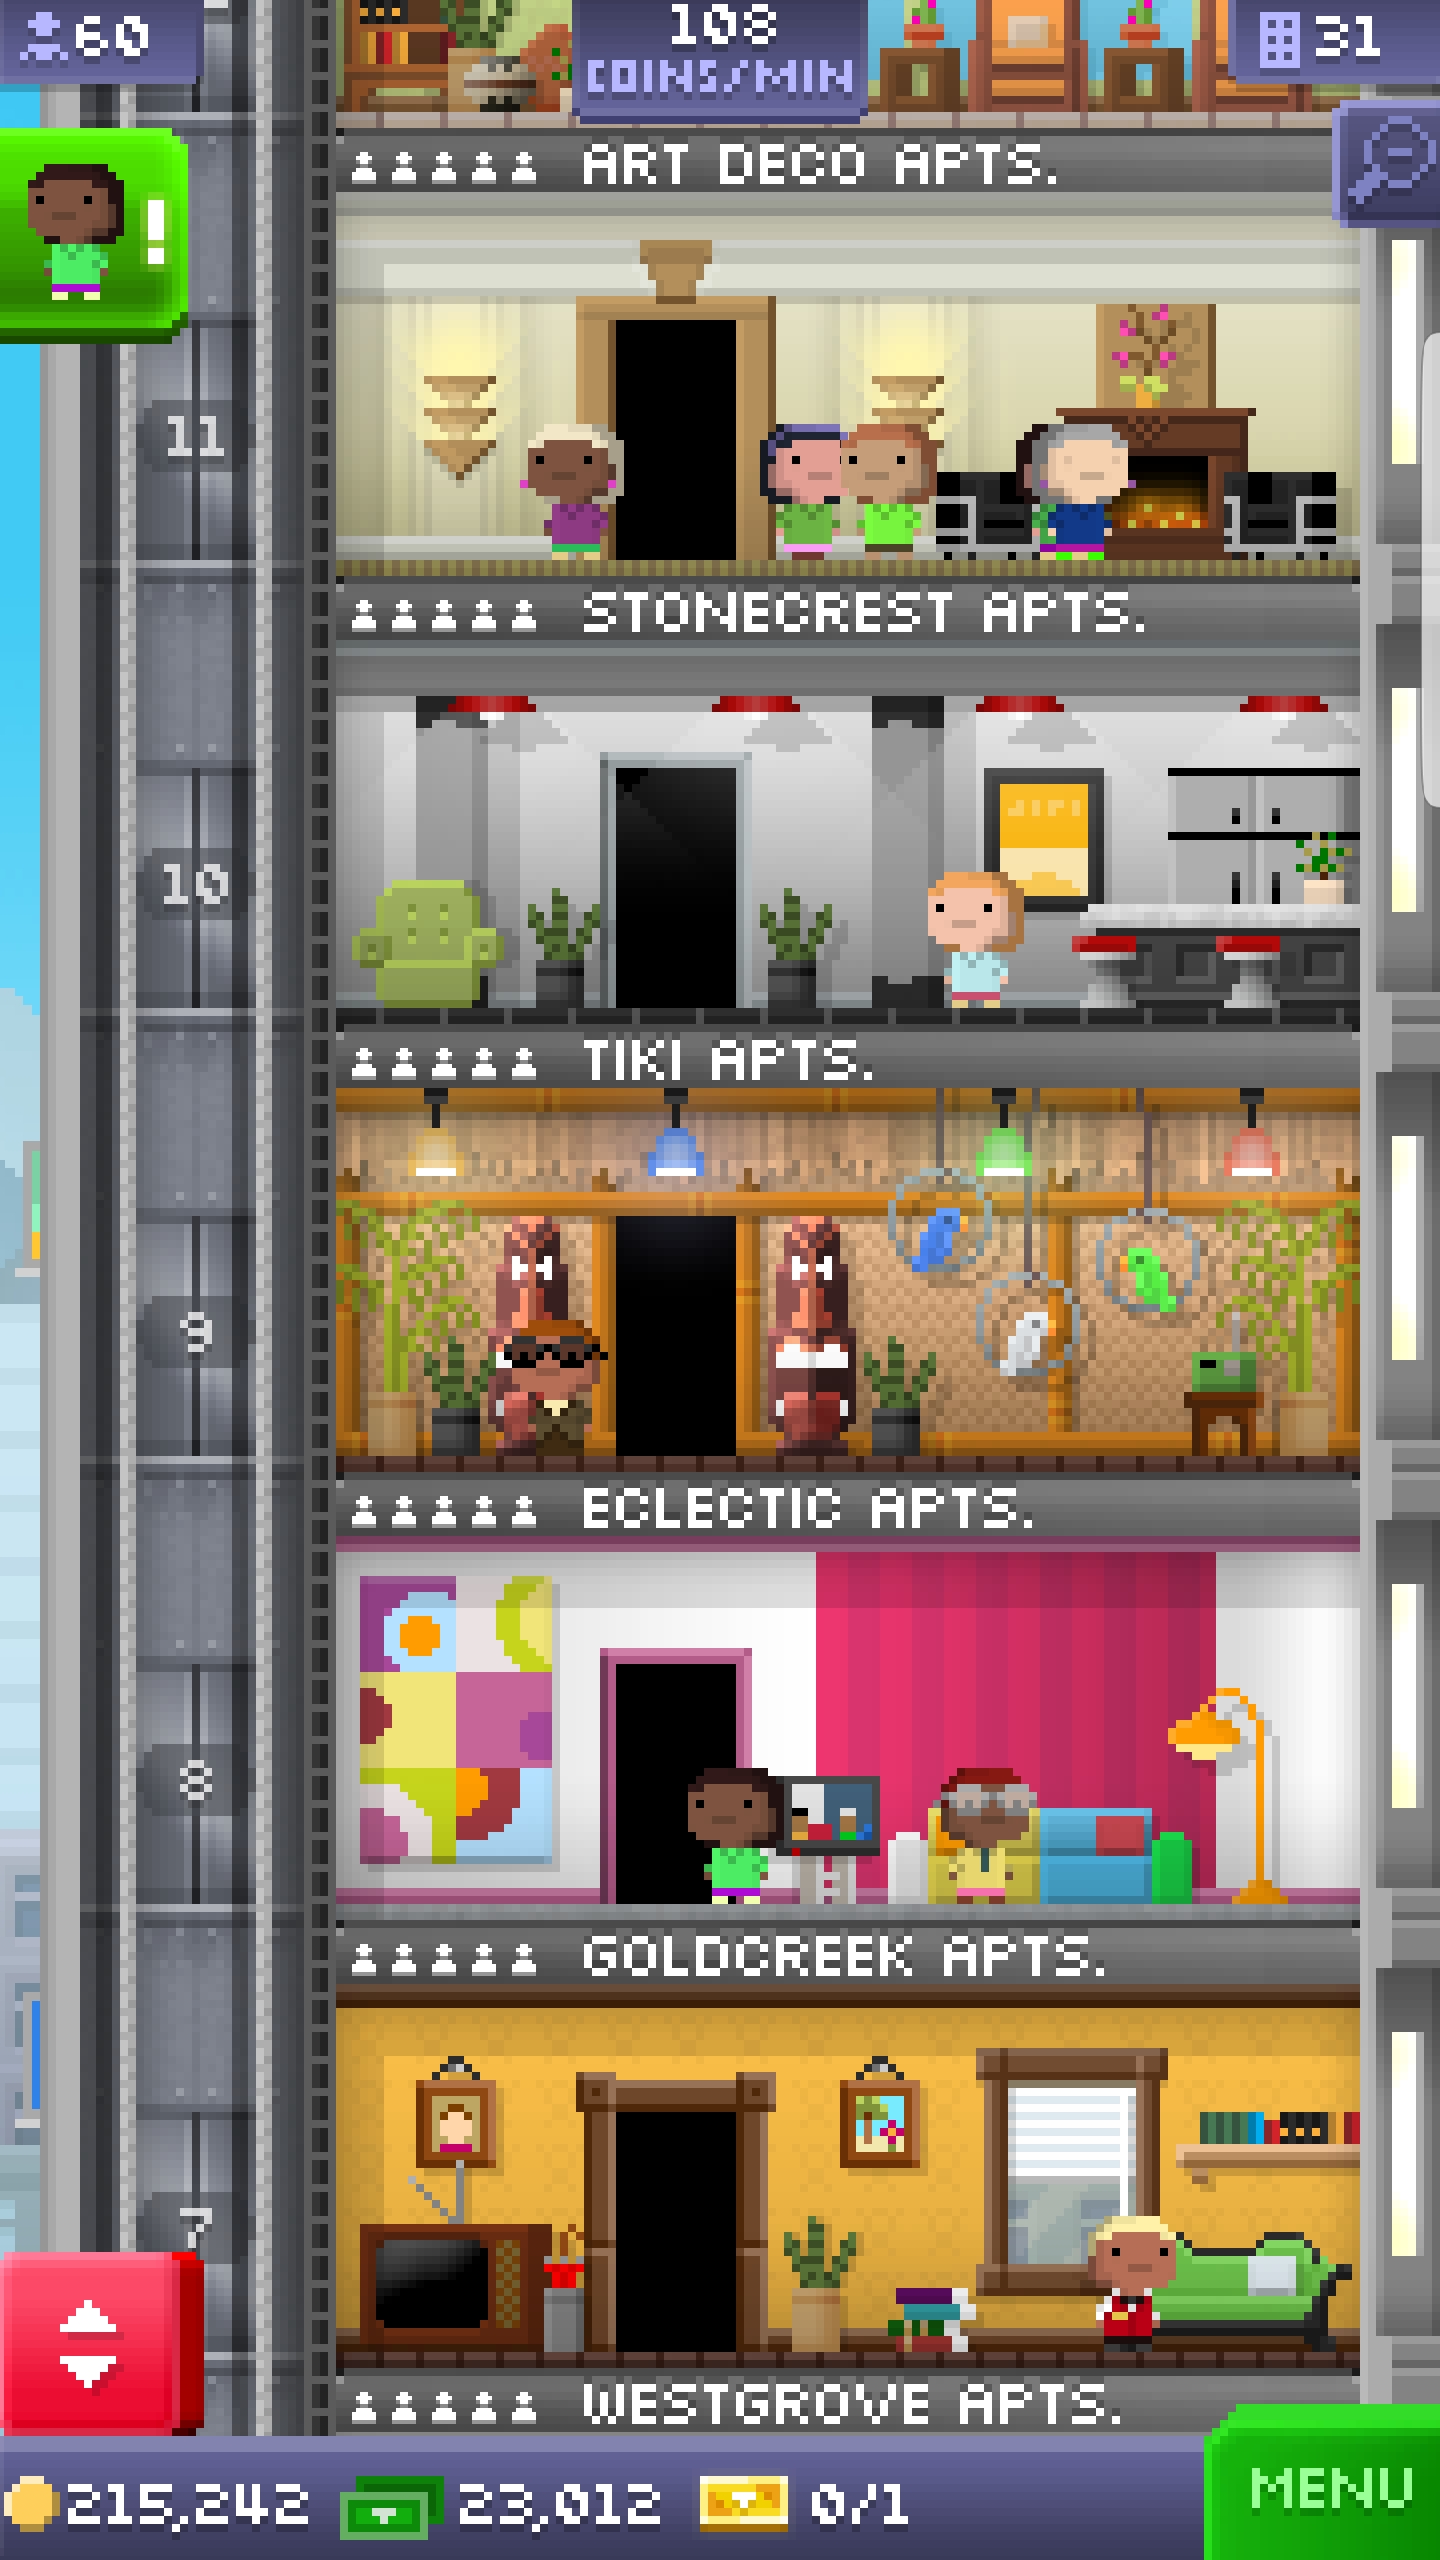 60
108
COINS/MIN
31
!
ART DECO APTS.
11
STONECREST APTS.
10
TIKI APTS.
9
ECLECTIC APTS.
8
GOLDCREEK APTS.
7
WESTGROVE APTS.
215,242
23,012
0/1
MENU